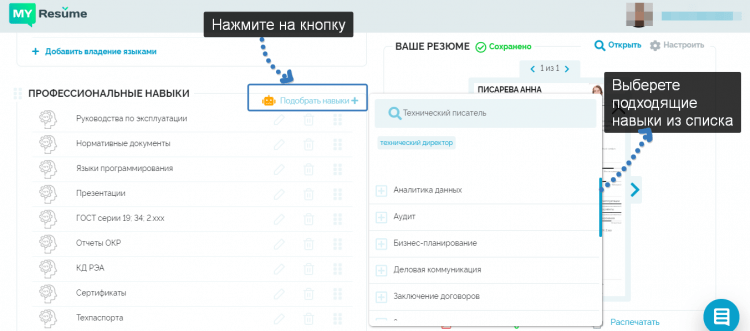 MY Resume
Нажмите на кнопку
+ Добавить владение языками
ВАШЕ РЕЗЮМЕ Сохранено Открыть Настроить
1 из 1
ПИСАРЕВА АННА
Выберете
подходящие
навыки из списка
ПРОФЕССИОНАЛЬНЫЕ НАВЫКИ
Подобрать навыки +
Руководства по эксплуатации
Нормативные документы
Языки программирования
Презентации
ГОСТ серии 19; 34; 2 xxx
Отчеты ОКР
КД РЭА
Сертификаты
Техпаспорта
Технический писатель
технический директор
Аналитика данных
Аудит
Бизнес-планирование
Деловая коммуникация
Заключение договоров
Распечатать